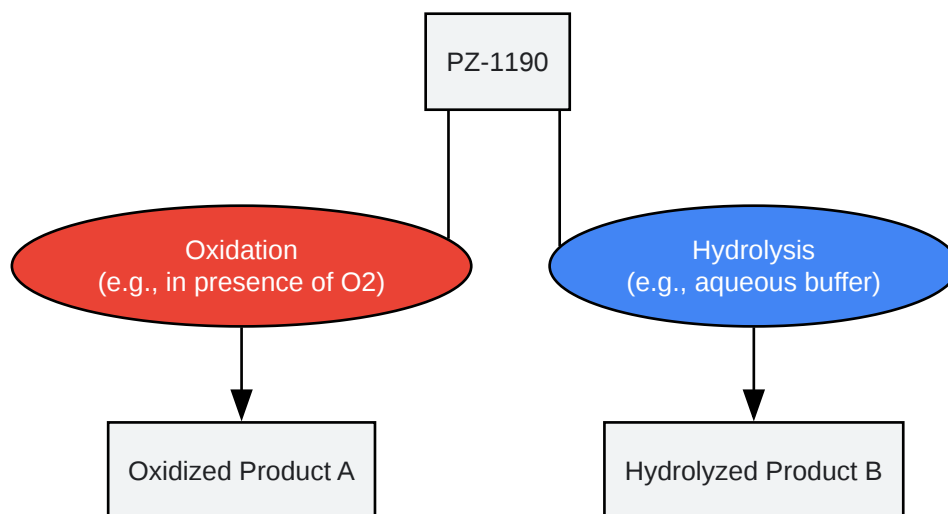 PZ-1190
Oxidation
(e.g., in presence of O2)
Hydrolysis
(e.g., aqueous buffer)
Oxidized Product A
Hydrolyzed Product B